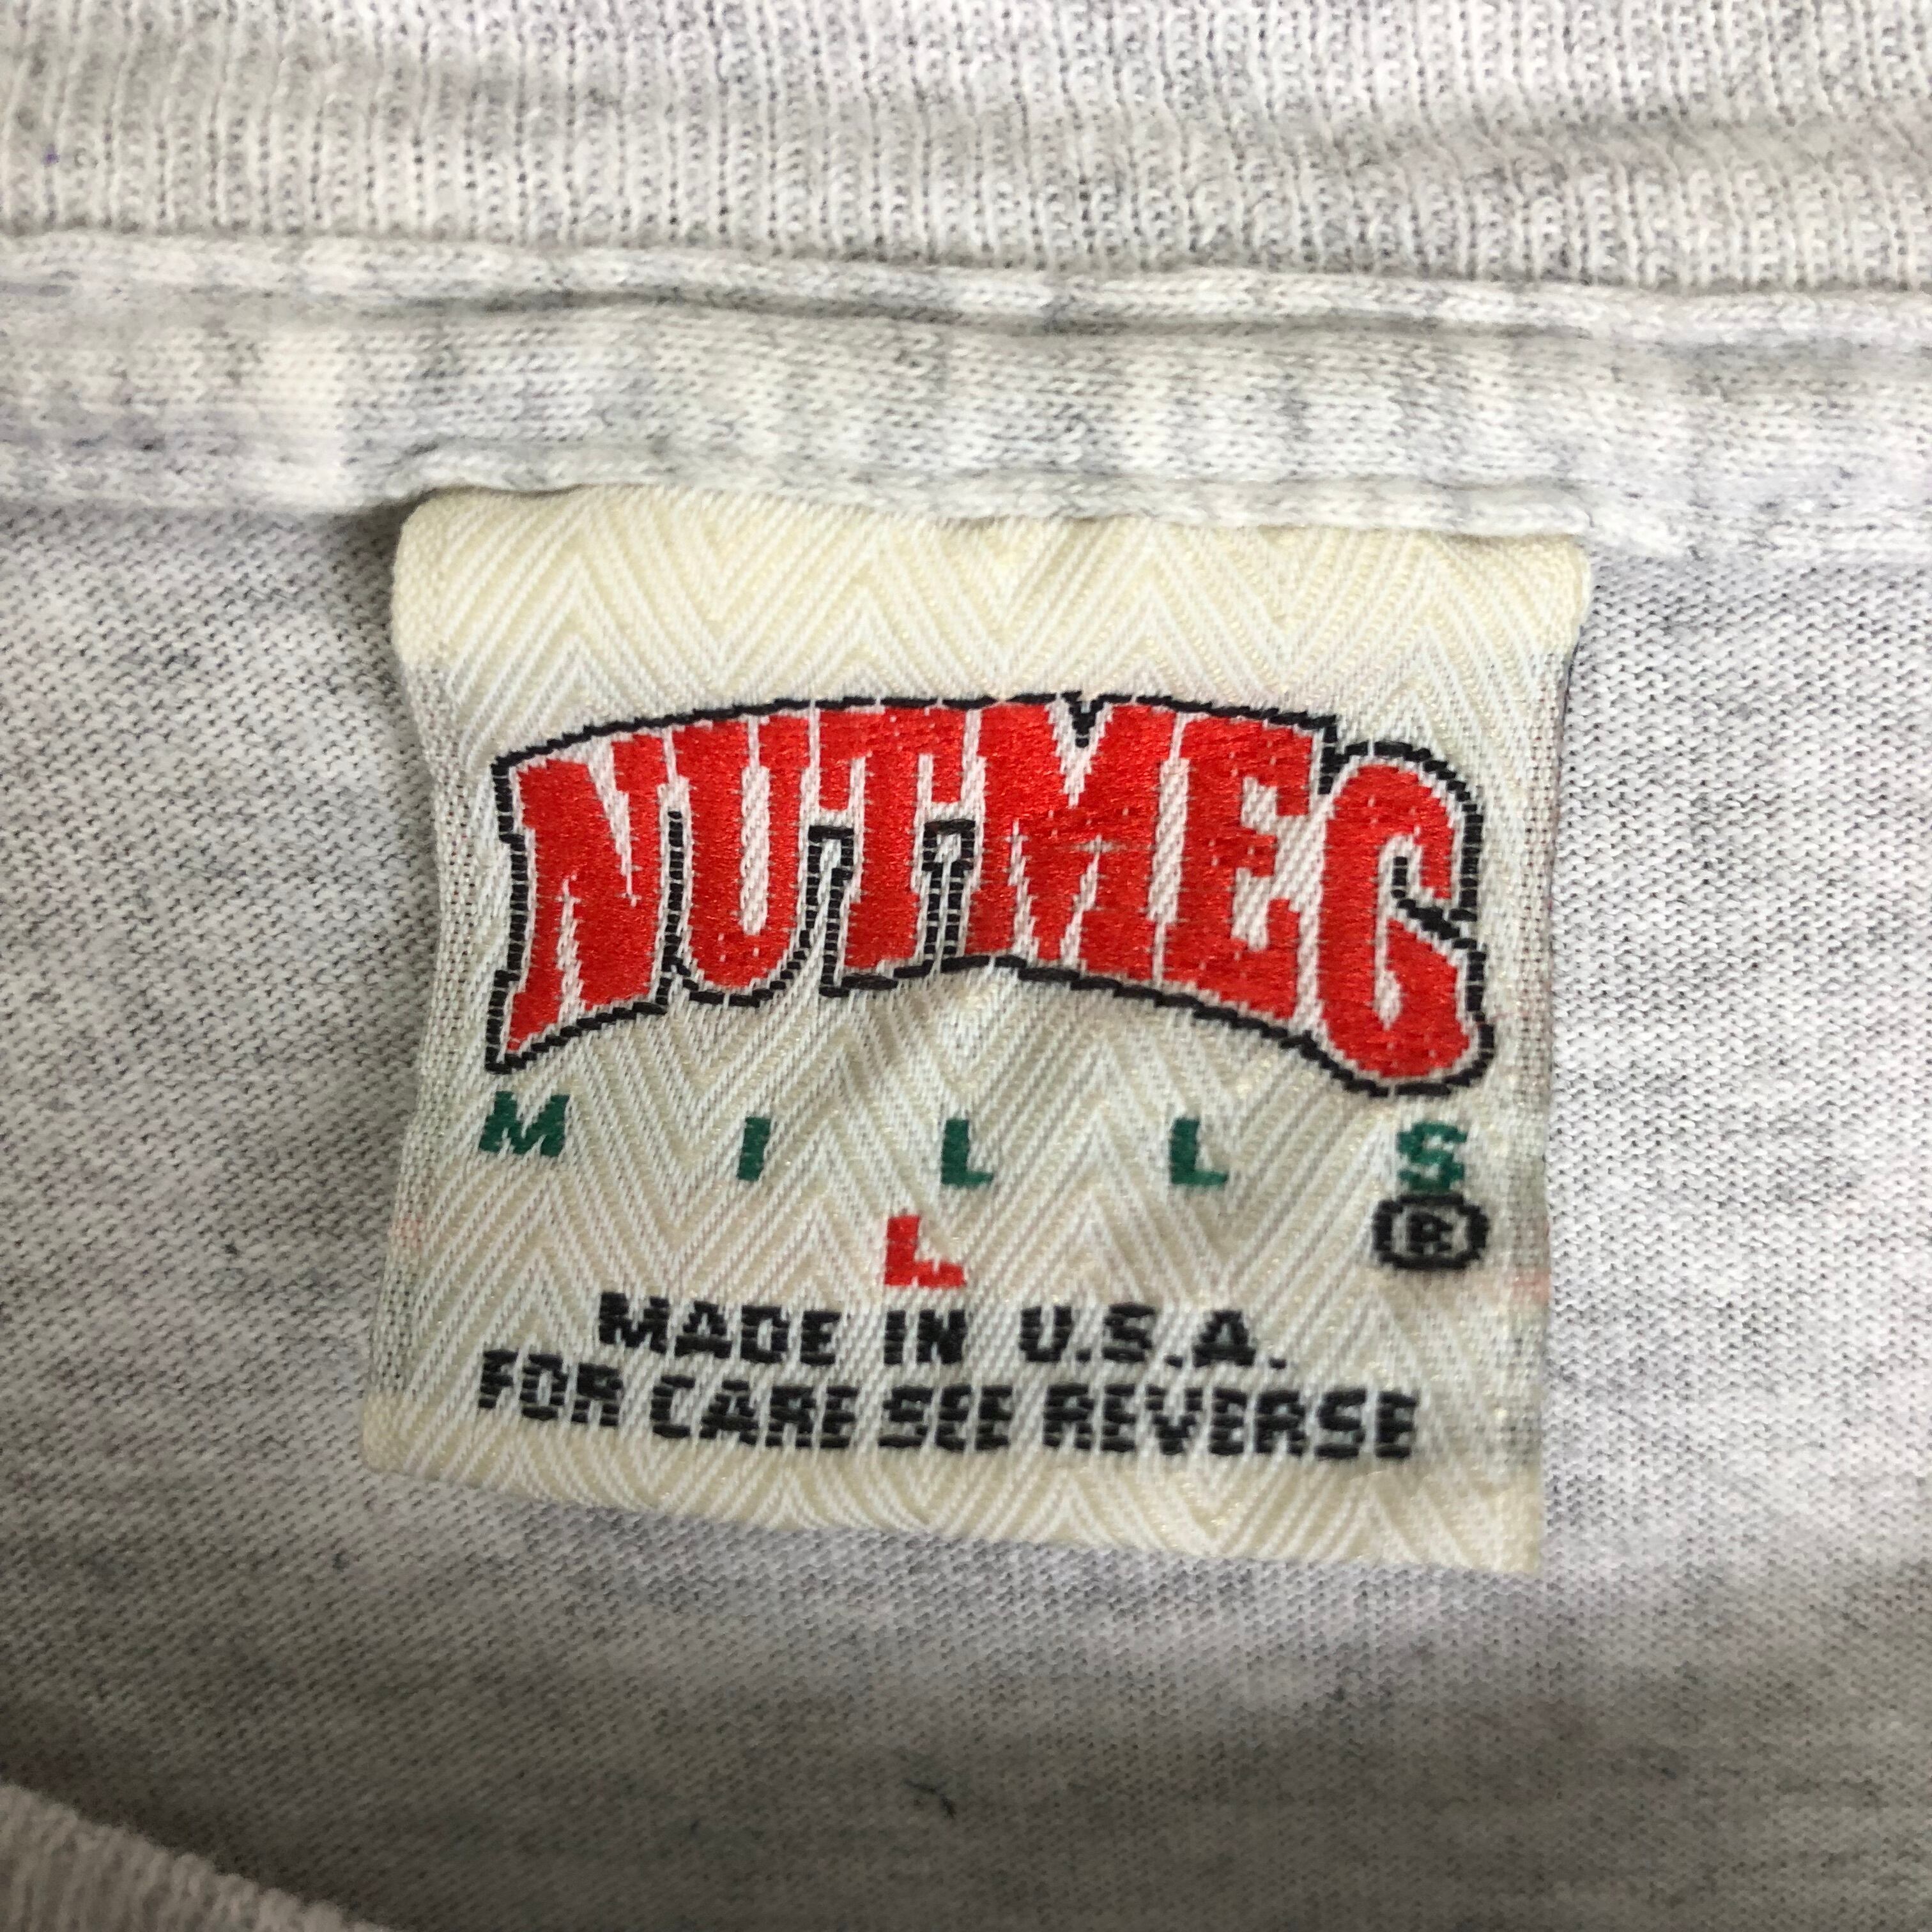 NUTMEG
MILLS
®
L
MADE IN U.S.A.
FOR CARE SEE REVERSE